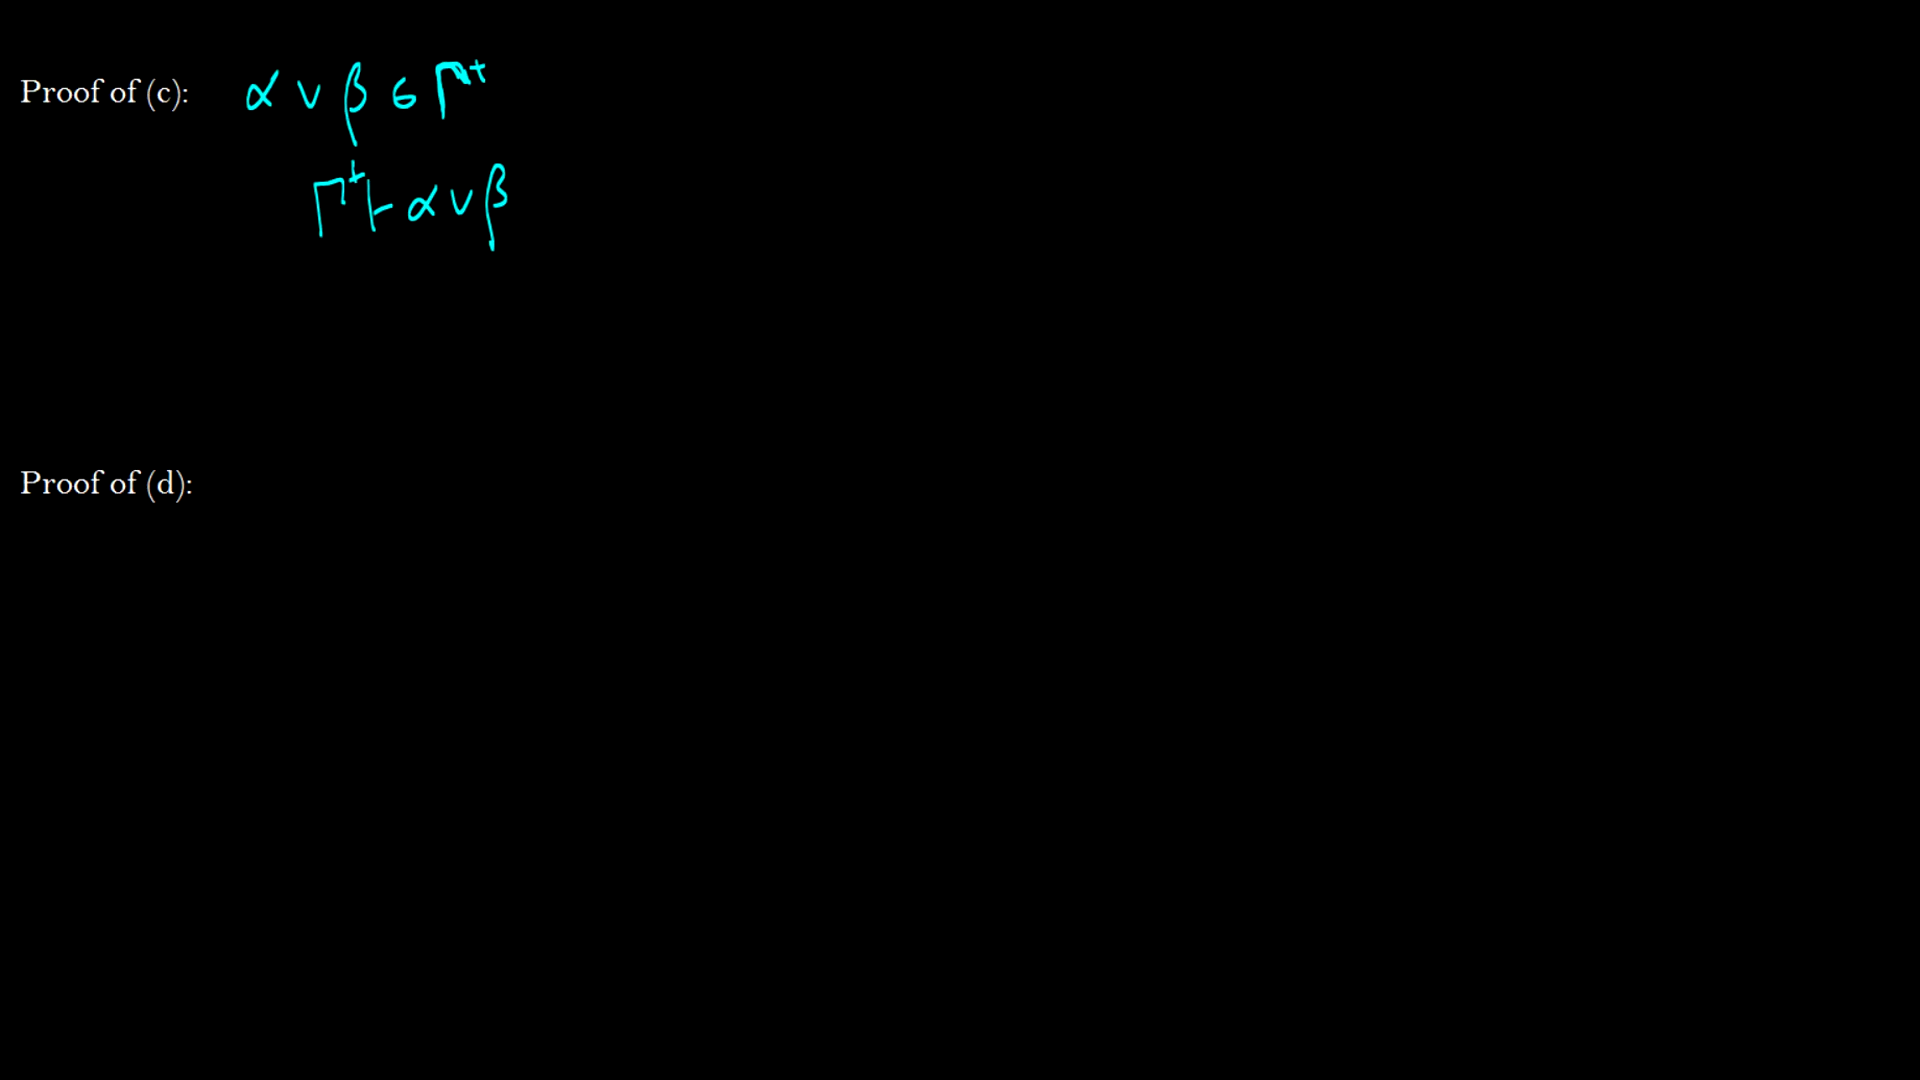 Proof of (c): α ∨ β ∈ Γ⁺
Γ⁺ ⊢ α ∨ β
Proof of (d):